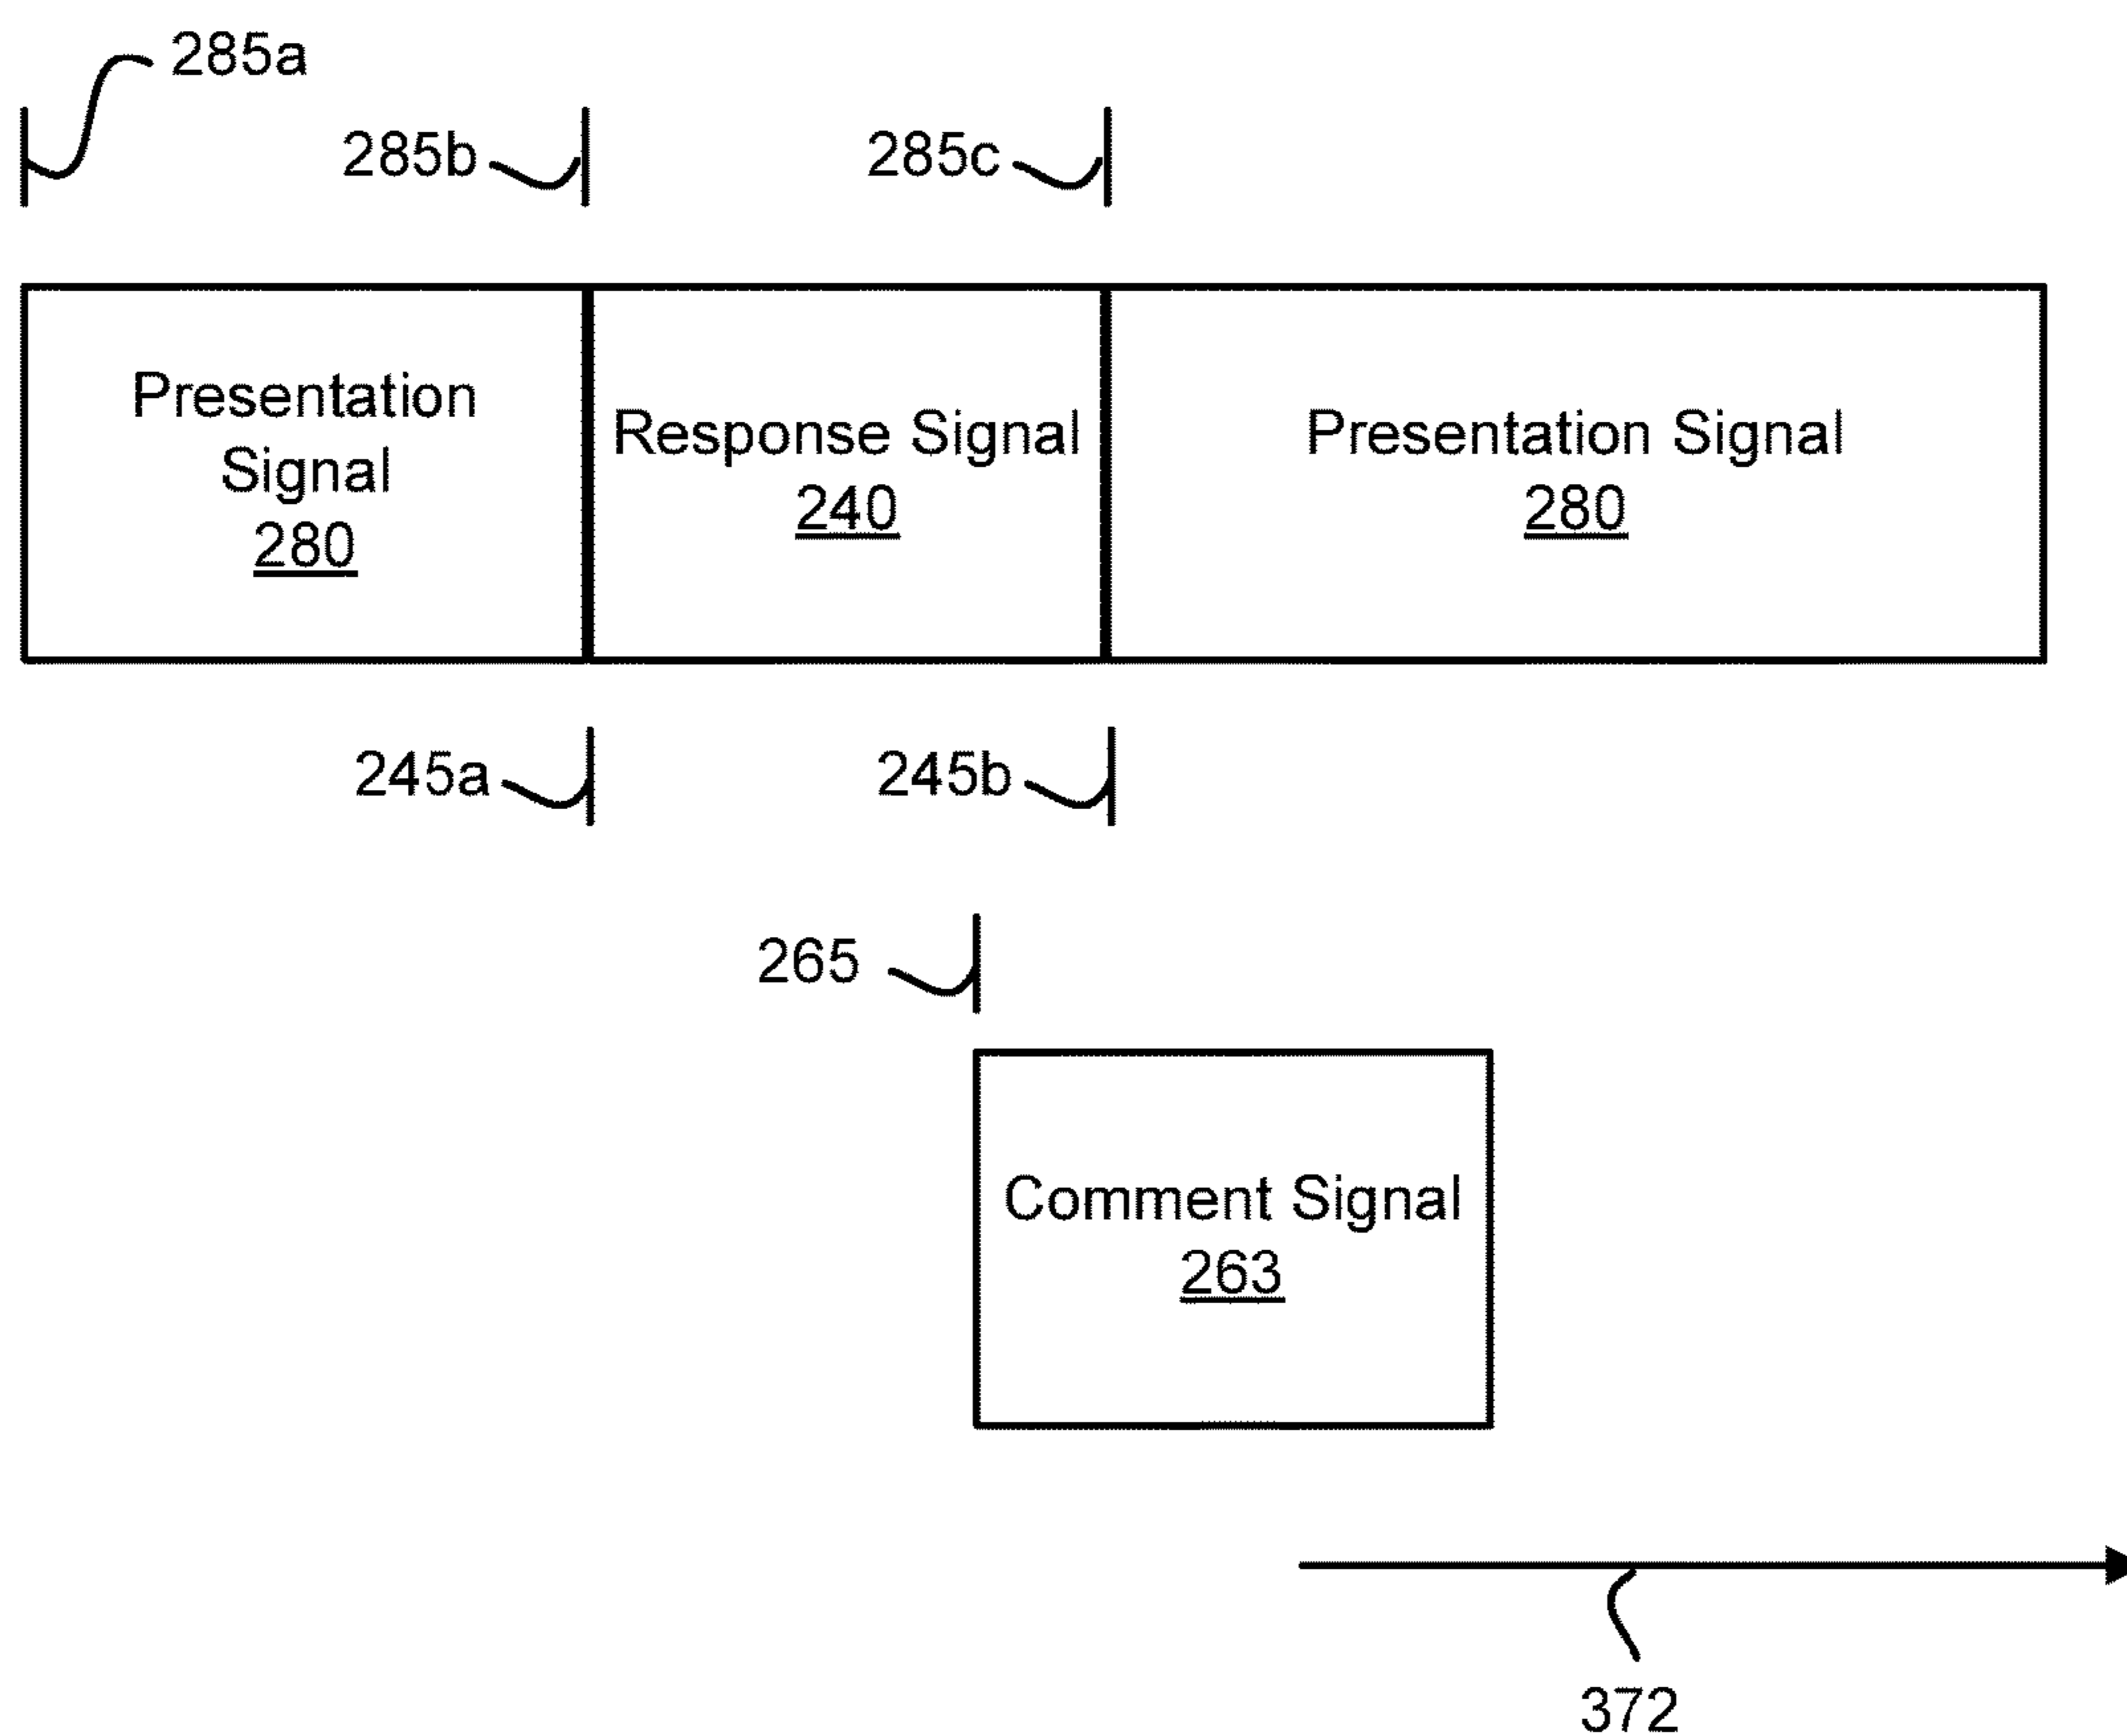 285a
285b
285c
Presentation
Signal
280
Response Signal
240
Presentation Signal
280
245a
245b
265
Comment Signal
263
372